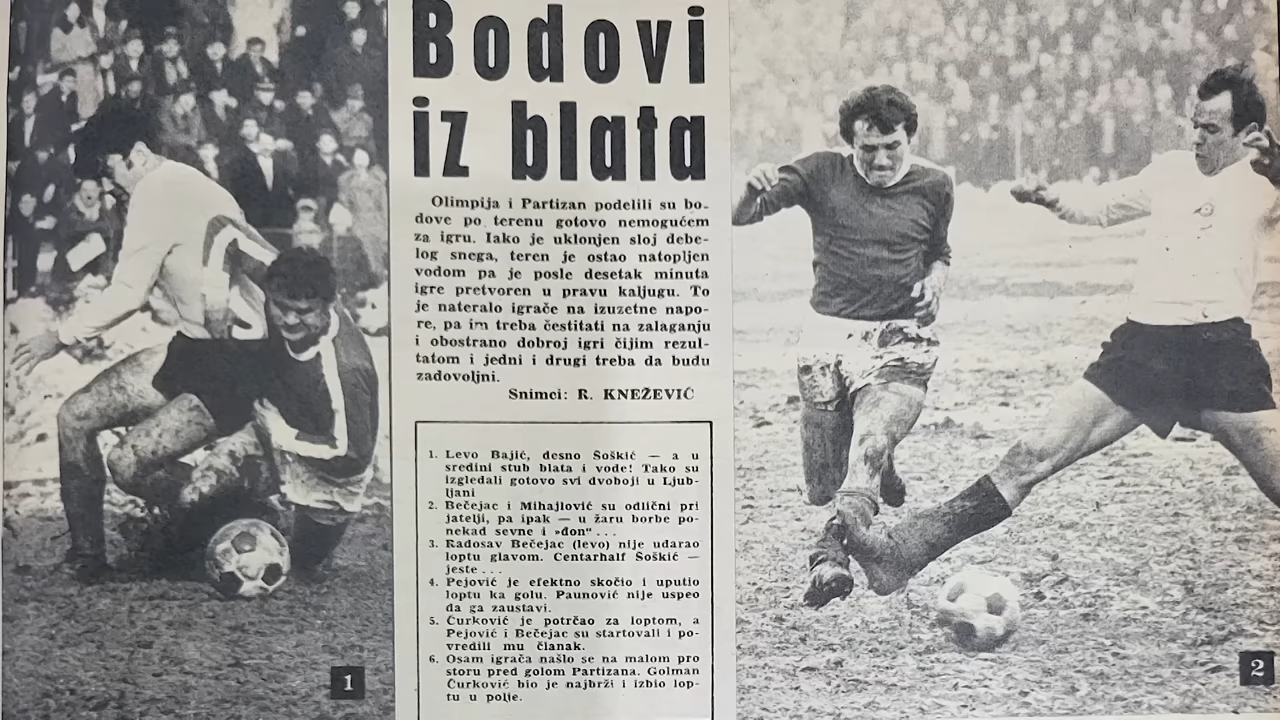 Bodovi
iz blata
Olimpija i Partizan podelili su bo-
dove po terenu gotovo nemogućem
za igru. Iako je uklonjen sloj debe-
log snega, teren je ostao natopljen
vodom pa je posle desetak minuta
igre pretvoren u pravu kaljugu. To
je nateralo igrače na izuzetne napo-
re, pa im treba čestitati na zalaganju
i obostrano dobroj igri čijim rezul-
tatom i jedni i drugi treba da budu
zadovoljni.
Snimci: R. KNEŽEVIĆ
1. Levo Bajić, desno Šoškić — a u
sredini stub blata i vode! Tako su
izgledali gotovo svi dvoboji u Ljub-
ljani
2. Bečejac i Mihajlović su odlični pri
jatelji, pa ipak — u žaru borbe po-
nekad sevne i »đon“ . . .
3. Radosav Bečejac (levo) nije udarao
loptu glavom. Centarhalf Šoškić —
jeste . . .
4. Pejović je efektno skočio i uputio
loptu ka golu. Paunović nije uspeo
da ga zaustavi.
5. Ćurković je potrčao za loptom, a
Pejović i Bečejac su startovali i po-
vredili mu članak.
6. Osam igrača našlo se na malom pro
storu pred golom Partizana. Golman
Ćurković bio je najbrži i izbio lop-
tu u polje.
1
2